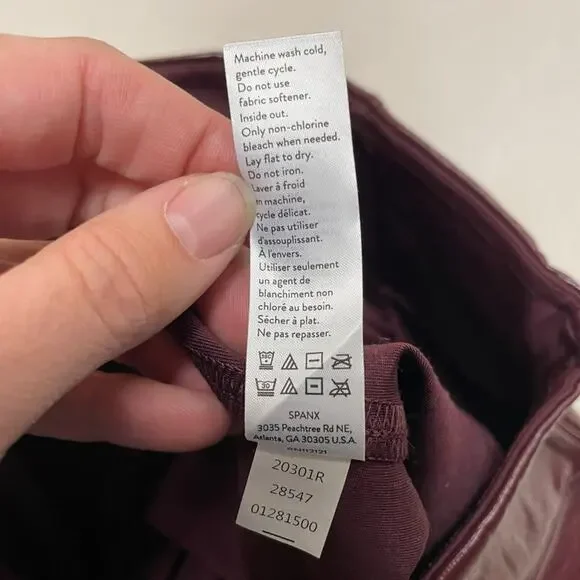 Machine wash cold,
gentle cycle.
Do not use
fabric softener.
Inside out.
Only non-chlorine
bleach when needed.
Lay flat to dry.
Do not iron.
à froid
machine,
délicat.
Ne pas utiliser
d'assouplissant.
À l'envers.
Utiliser seulement
un agent de
blanchiment non
chloré au besoin.
Sécher à plat.
Ne pas repasser.
30
SPANX
3035 Peachtree Rd NE,
Atlanta, GA 30305 U.S.A.
20301R
28547
01281500